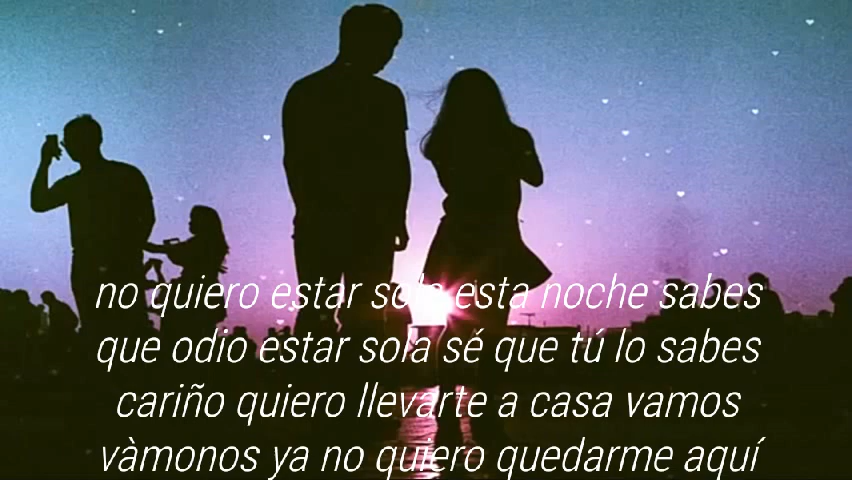 no quiero estar sola esta noche sabes
que odio estar sola sé que tú lo sabes
cariño quiero llevarte a casa vamos
vàmonos ya no quiero quedarme aquí